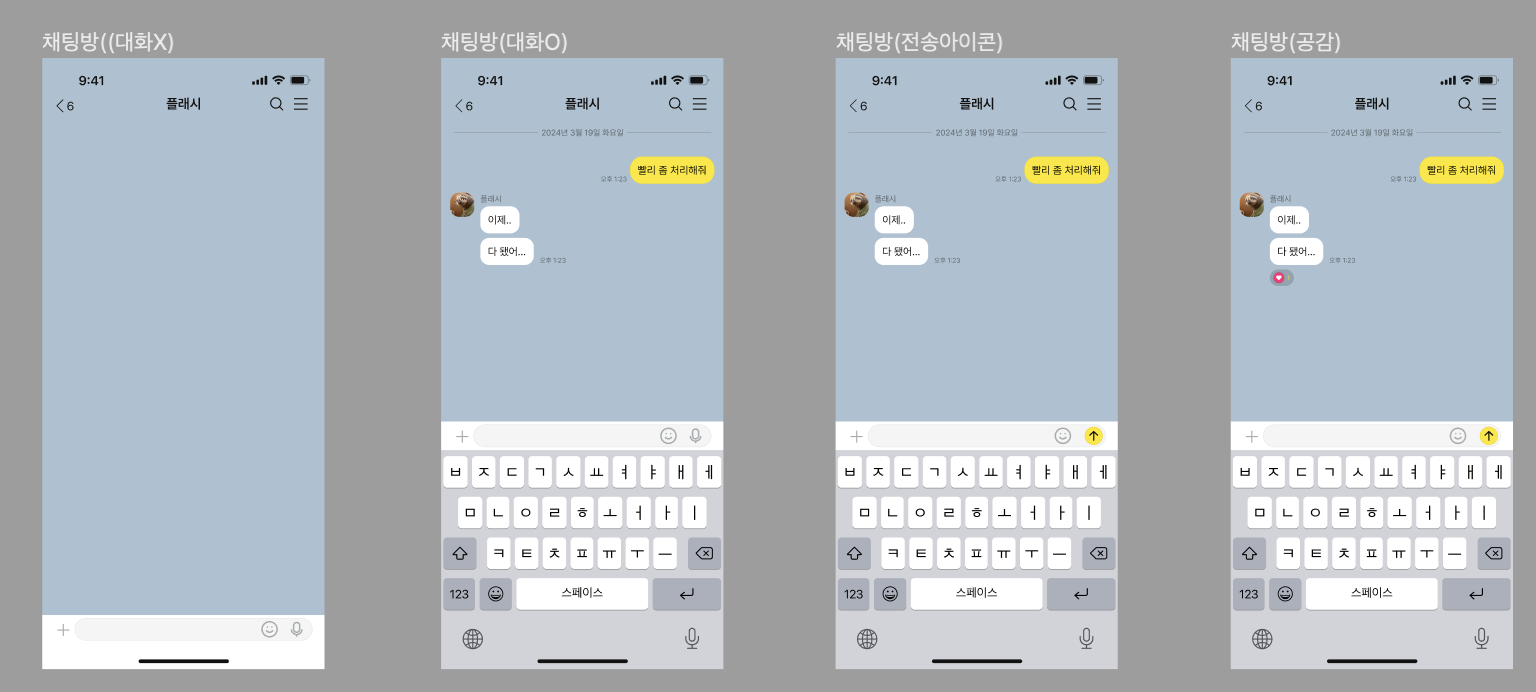 채팅방((대화X)
9:41
6
플래시
채팅방(대화O)
9:41
6
플래시
2024년 3월 19일 화요일
빨리 좀 처리해줘
오후 1:23
플래시
이제..
다 됐어...
오후 1:23
ㅂ ㅈ ㄷ ㄱ ㅅ ㅛ ㅕ ㅑ ㅐ ㅔ
ㅁ ㄴ ㅇ ㄹ ㅎ ㅗ ㅓ ㅏ ㅣ
ㅋ ㅌ ㅊ ㅍ ㅠ ㅜ ㅡ
123 스페이스
채팅방(전송아이콘)
9:41
6
플래시
2024년 3월 19일 화요일
빨리 좀 처리해줘
오후 1:23
플래시
이제..
다 됐어...
오후 1:23
ㅂ ㅈ ㄷ ㄱ ㅅ ㅛ ㅕ ㅑ ㅐ ㅔ
ㅁ ㄴ ㅇ ㄹ ㅎ ㅗ ㅓ ㅏ ㅣ
ㅋ ㅌ ㅊ ㅍ ㅠ ㅜ ㅡ
123 스페이스
채팅방(공감)
9:41
6
플래시
2024년 3월 19일 화요일
빨리 좀 처리해줘
오후 1:23
플래시
이제..
다 됐어...
오후 1:23
ㅂ ㅈ ㄷ ㄱ ㅅ ㅛ ㅕ ㅑ ㅐ ㅔ
ㅁ ㄴ ㅇ ㄹ ㅎ ㅗ ㅓ ㅏ ㅣ
ㅋ ㅌ ㅊ ㅍ ㅠ ㅜ ㅡ
123 스페이스